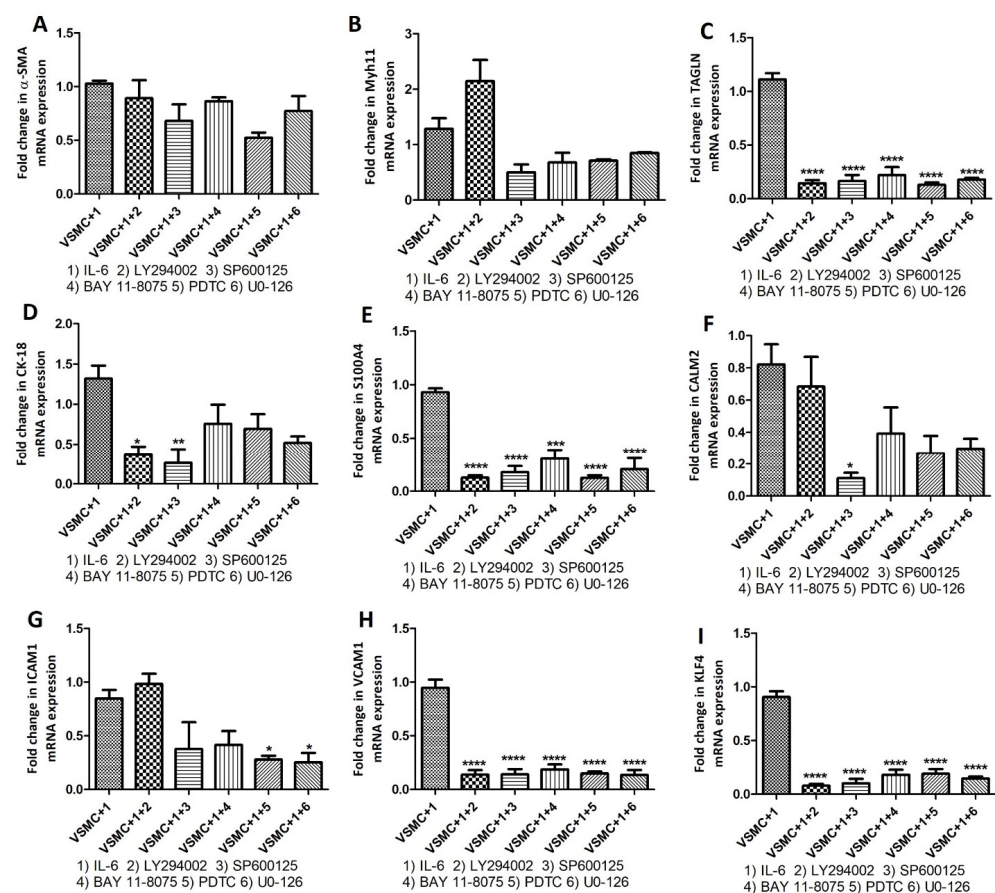 A
Fold change in α-SMA
mRNA expression
1.5
1.0
0.5
0.0
VSMC+1
VSMC+1+2
VSMC+1+3
VSMC+1+4
VSMC+1+5
VSMC+1+6
1) IL-6 2) LY294002 3) SP600125
4) BAY 11-8075 5) PDTC 6) U0-126
B
Fold change in Myh11
mRNA expression
3
2
1
0
VSMC+1
VSMC+1+2
VSMC+1+3
VSMC+1+4
VSMC+1+5
VSMC+1+6
1) IL-6 2) LY294002 3) SP600125
4) BAY 11-8075 5) PDTC 6) U0-126
C
Fold change in TAGLN
mRNA expression
1.5
1.0
0.5
0.0
**** **** **** **** ****
VSMC+1
VSMC+1+2
VSMC+1+3
VSMC+1+4
VSMC+1+5
VSMC+1+6
1) IL-6 2) LY294002 3) SP600125
4) BAY 11-8075 5) PDTC 6) U0-126
D
Fold change in CK-18
mRNA expression
2.0
1.5
1.0
0.5
0.0
* **
VSMC+1
VSMC+1+2
VSMC+1+3
VSMC+1+4
VSMC+1+5
VSMC+1+6
1) IL-6 2) LY294002 3) SP600125
4) BAY 11-8075 5) PDTC 6) U0-126
E
Fold change in S100A4
mRNA expression
1.5
1.0
0.5
0.0
**** **** *** **** ****
VSMC+1
VSMC+1+2
VSMC+1+3
VSMC+1+4
VSMC+1+5
VSMC+1+6
1) IL-6 2) LY294002 3) SP600125
4) BAY 11-8075 5) PDTC 6) U0-126
F
Fold change in CALM2
mRNA expression
1.0
0.8
0.6
0.4
0.2
0.0
*
VSMC+1
VSMC+1+2
VSMC+1+3
VSMC+1+4
VSMC+1+5
VSMC+1+6
1) IL-6 2) LY294002 3) SP600125
4) BAY 11-8075 5) PDTC 6) U0-126
G
Fold change in ICAM1
mRNA expression
1.5
1.0
0.5
0.0
* *
VSMC+1
VSMC+1+2
VSMC+1+3
VSMC+1+4
VSMC+1+5
VSMC+1+6
1) IL-6 2) LY294002 3) SP600125
4) BAY 11-8075 5) PDTC 6) U0-126
H
Fold change in VCAM1
mRNA expression
1.5
1.0
0.5
0.0
**** **** **** **** ****
VSMC+1
VSMC+1+2
VSMC+1+3
VSMC+1+4
VSMC+1+5
VSMC+1+6
1) IL-6 2) LY294002 3) SP600125
4) BAY 11-8075 5) PDTC 6) U0-126
I
Fold change in KLF4
mRNA expression
1.5
1.0
0.5
0.0
**** **** **** **** ****
VSMC+1
VSMC+1+2
VSMC+1+3
VSMC+1+4
VSMC+1+5
VSMC+1+6
1) IL-6 2) LY294002 3) SP600125
4) BAY 11-8075 5) PDTC 6) U0-126